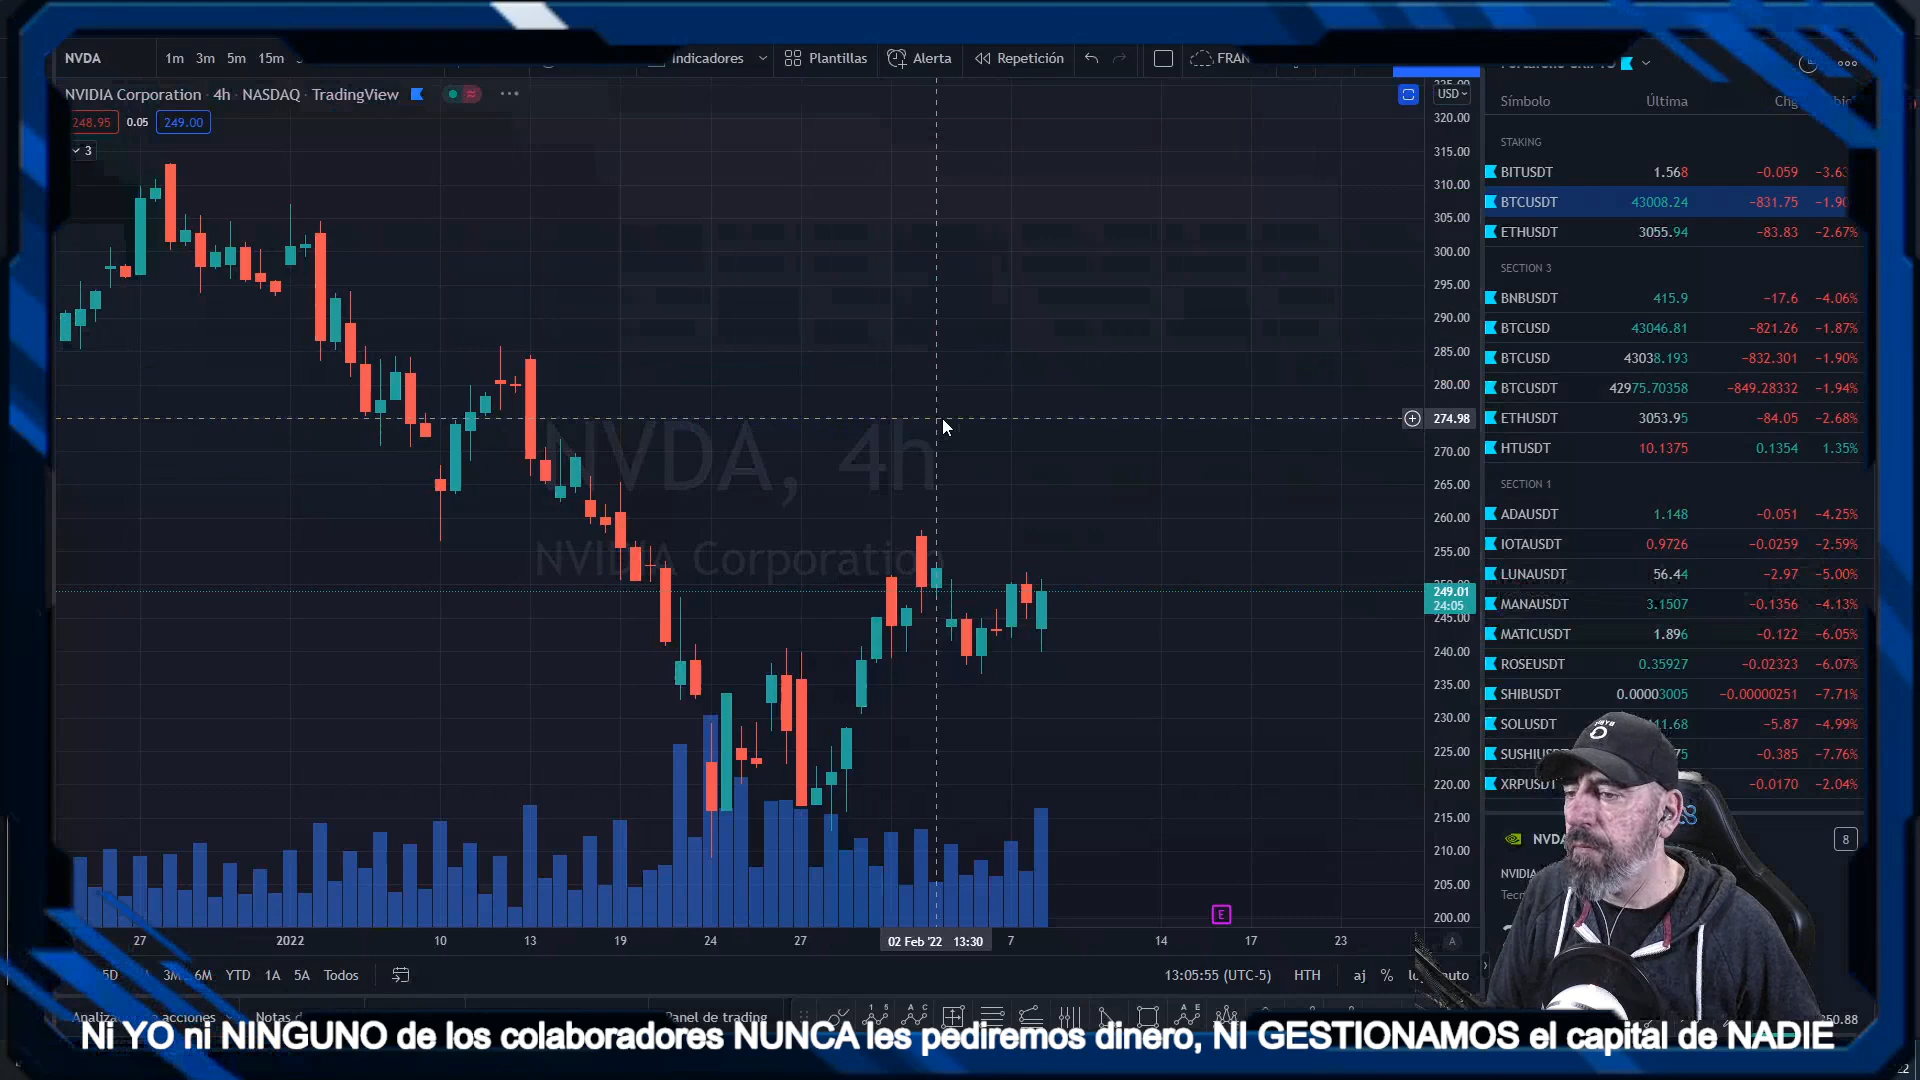 NVDA 1m 3m 5m 15m Indicadores Plantillas Alerta Repetición
NVIDIA Corporation · 4h · NASDAQ · TradingView
248.95 0.05 249.00
3
USD
320.00
315.00
310.00
305.00
300.00
295.00
290.00
285.00
280.00
274.98
270.00
265.00
260.00
255.00
249.01
24:05
245.00
240.00
235.00
230.00
225.00
220.00
215.00
210.00
205.00
200.00
NVDA, 4h
NVIDIA Corporation
E
27 2022 10 13 19 24 27 02 Feb '22 13:30 7 14 17 23
A
5D 3M 6M YTD 1A 5A Todos 13:05:55 (UTC-5) HTH aj %
Panel de trading
Símbolo Última
STAKING
BITUSDT 1.568 −0.059
BTCUSDT 43008.24 −831.75
ETHUSDT 3055.94 −83.83 −2.67%
SECTION 3
BNBUSDT 415.9 −17.6 −4.06%
BTCUSD 43046.81 −821.26 −1.87%
BTCUSD 43038.193 −832.301 −1.90%
BTCUSDT 42975.70358 −849.28332 −1.94%
ETHUSDT 3053.95 −84.05 −2.68%
HTUSDT 10.1375 0.1354 1.35%
SECTION 1
ADAUSDT 1.148 −0.051 −4.25%
IOTAUSDT 0.9726 −0.0259 −2.59%
LUNAUSDT 56.44 −2.97 −5.00%
MANAUSDT 3.1507 −0.1356 −4.13%
MATICUSDT 1.896 −0.122 −6.05%
ROSEUSDT 0.35927 −0.02323 −6.07%
SHIBUSDT 0.00003005 −0.00000251 −7.71%
SOLUSDT −5.87 −4.99%
−0.385 −7.76%
XRPUSDT −0.0170 −2.04%
NVDA 8
Ni YO ni NINGUNO de los colaboradores NUNCA les pediremos dinero, NI GESTIONAMOS el capital de NADIE